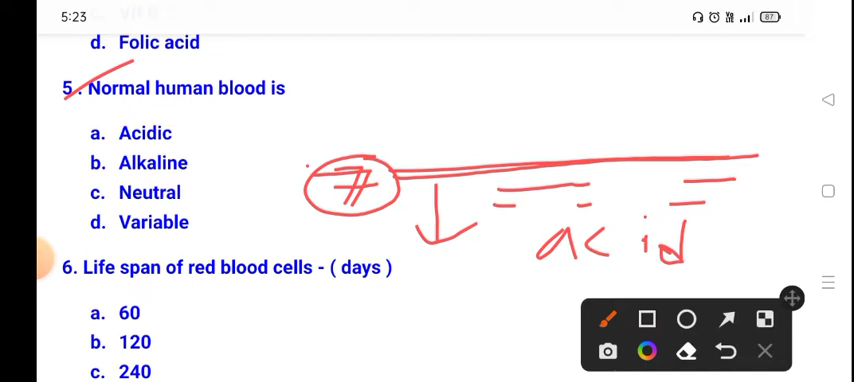 5:23
87
d. Folic acid
5. Normal human blood is
a. Acidic
b. Alkaline
c. Neutral
d. Variable
7
acid
6. Life span of red blood cells - ( days )
a. 60
b. 120
c. 240